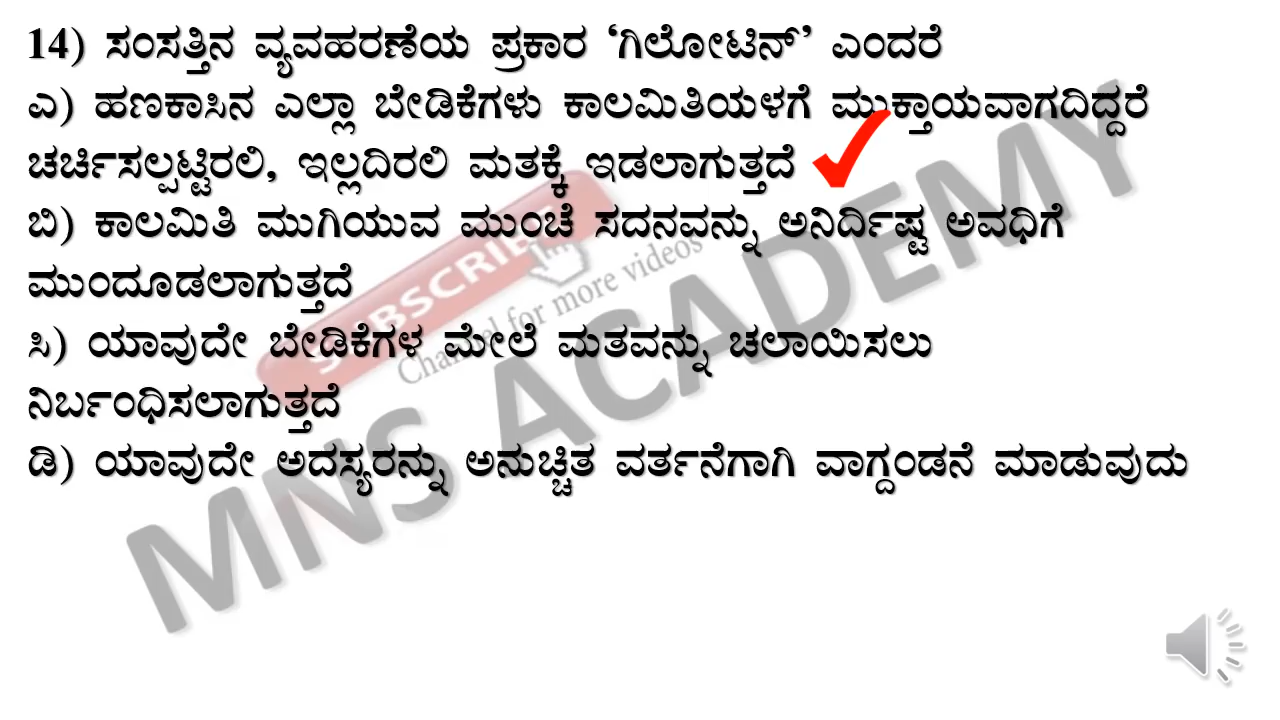 14) ಸಂಸತ್ತಿನ ವ್ಯವಹರಣೆಯ ಪ್ರಕಾರ ‘ಗಿಲೋಟಿನ್’ ಎಂದರೆ
ಎ) ಹಣಕಾಸಿನ ಎಲ್ಲಾ ಬೇಡಿಕೆಗಳು ಕಾಲಮಿತಿಯಳಗೆ ಮುಕ್ತಾಯವಾಗದಿದ್ದರೆ
ಚರ್ಚಿಸಲ್ಪಟ್ಟಿರಲಿ, ಇಲ್ಲದಿರಲಿ ಮತಕ್ಕೆ ಇಡಲಾಗುತ್ತದೆ
ಬಿ) ಕಾಲಮಿತಿ ಮುಗಿಯುವ ಮುಂಚೆ ಸದನವನ್ನು ಅನಿರ್ದಿಷ್ಟ ಅವಧಿಗೆ
ಮುಂದೂಡಲಾಗುತ್ತದೆ
ಸಿ) ಯಾವುದೇ ಬೇಡಿಕೆಗಳ ಮೇಲೆ ಮತವನ್ನು ಚಲಾಯಿಸಲು
ನಿರ್ಬಂಧಿಸಲಾಗುತ್ತದೆ
ಡಿ) ಯಾವುದೇ ಅದಸ್ಯರನ್ನು ಅನುಚ್ಚಿತ ವರ್ತನೆಗಾಗಿ ವಾಗ್ದಂಡನೆ ಮಾಡುವುದು
SUBSCRIBE
Channel for more videos
MNS ACADEMY